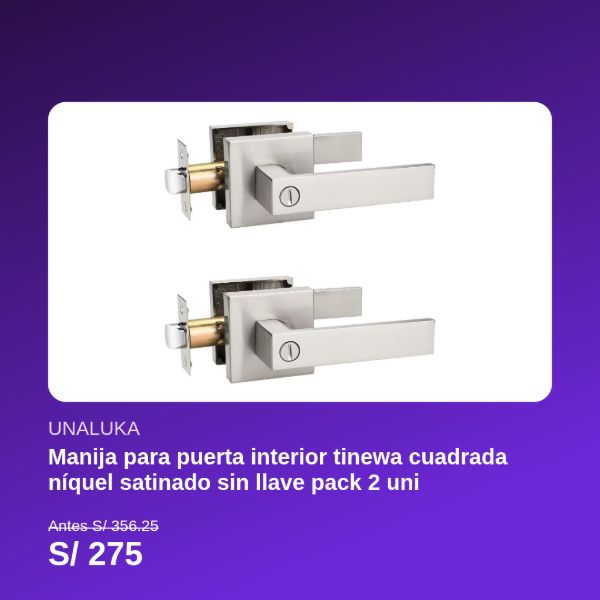 UNALUKA
Manija para puerta interior tinewa cuadrada
níquel satinado sin llave pack 2 uni
Antes S/ 356.25
S/ 275